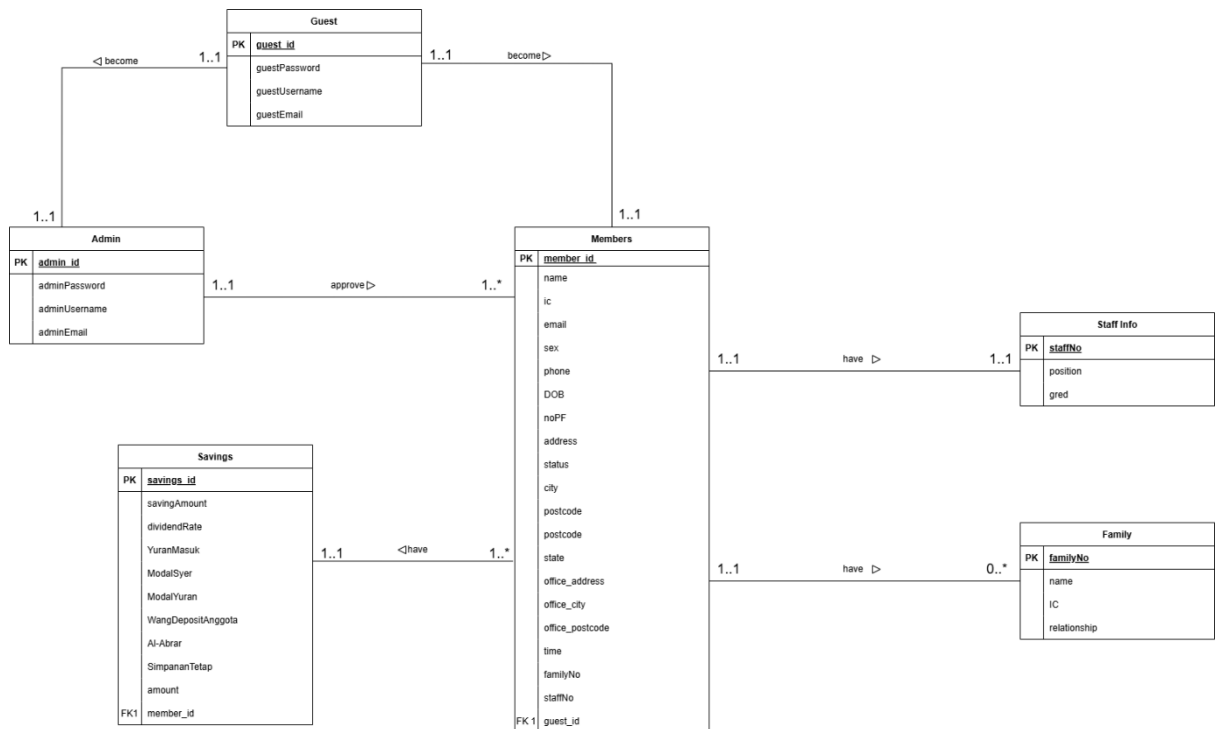 Guest
PK guest_id
guestPassword
guestUsername
guestEmail
1..1
◁ become
1..1
become ▷
1..1
1..1
Admin
PK admin_id
adminPassword
adminUsername
adminEmail
1..1
approve ▷
1..*
Members
PK member_id
name
ic
email
sex
phone
DOB
noPF
address
status
city
postcode
postcode
state
office_address
office_city
office_postcode
time
familyNo
staffNo
FK 1 guest_id
1..1
have ▷
1..1
Staff Info
PK staffNo
position
gred
Savings
PK savings_id
savingAmount
dividendRate
YuranMasuk
ModalSyer
ModalYuran
WangDepositAnggota
Al-Abrar
SimpananTetap
amount
FK1 member_id
1..1
◁have
1..*
1..1
have ▷
0..*
Family
PK familyNo
name
IC
relationship